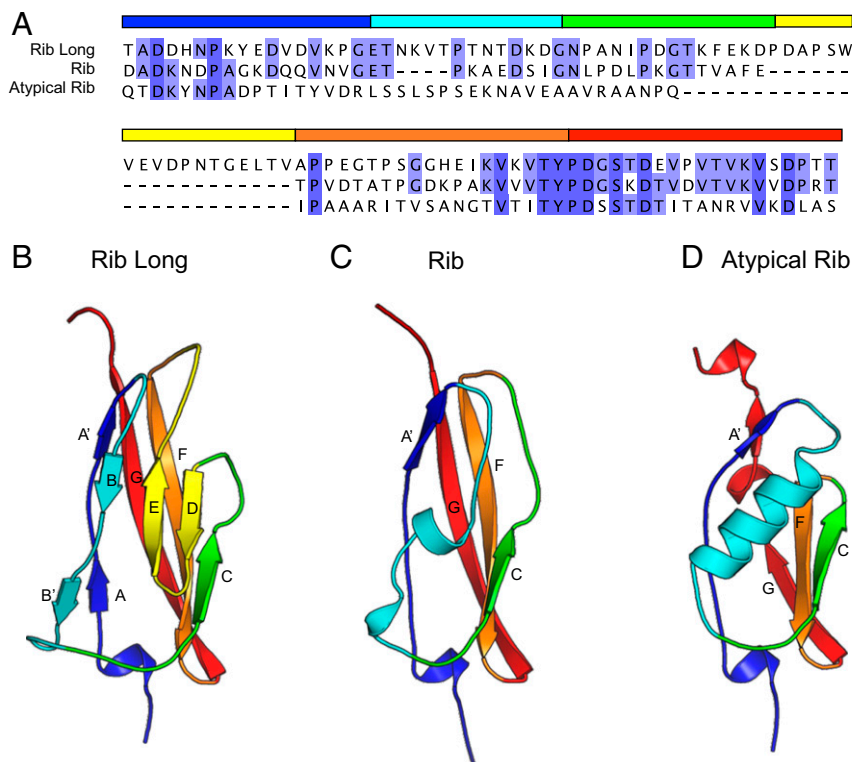 A
Rib Long T A D D H N P K Y E D V D V K P G E T N K V T P T N T D K D G N P A N I P D G T K F E K D P D A P S W
Rib D A D K N D P A G K D Q Q V N V G E T - - - - P K A E D S I G N L P D L P K G T T V A F E - - - - - -
Atypical Rib Q T D K Y N P A D P T I T Y V D R L S S L S P S E K N A V E A A V R A A N P Q - - - - - - - - - - - -
V E V D P N T G E L T V A P P E G T P S G G H E I K V K V T Y P D G S T D E V P V T V K V S D P T T
- - - - - - - - - - - - T P V D T A T P G D K P A K V V V T Y P D G S K D T V D V T V K V V D P R T
- - - - - - - - - - - - I P A A A R I T V S A N G T V T I T Y P D S S T D T I T A N R V V K D L A S
B Rib Long
A' B G F E D C B' A
C Rib
A' F G C
D Atypical Rib
A' F C G